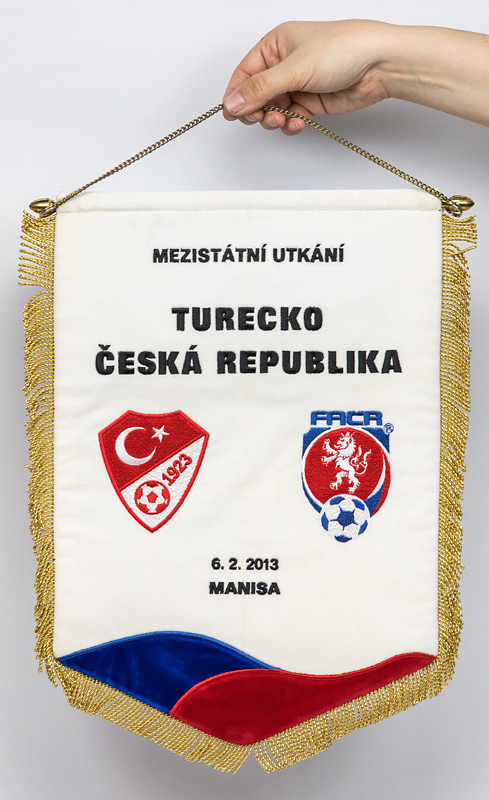 MEZISTÁTNÍ UTKÁNÍ
TURECKO
ČESKÁ REPUBLIKA
1923
FAČR ®
6. 2. 2013
MANISA